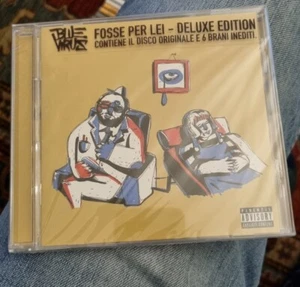 BLUE
VIRUS
FOSSE PER LEI - DELUXE EDITION
CONTIENE IL DISCO ORIGINALE E 6 BRANI INEDITI.
PARENTAL
ADVISORY
EXPLICIT CONTENT